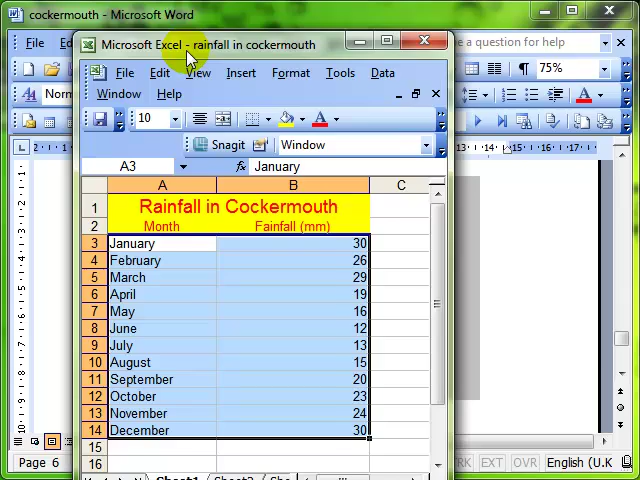 cockermouth - Microsoft Word
File
e a question for help
75%
Norm
A
Microsoft Excel - rainfall in cockermouth
File Edit View Insert Format Tools Data
Window Help
10
Snagit Window
A3 fx January
A B C
1 Rainfall in Cockermouth
2 Month Fainfall (mm)
3 January 30
4 February 26
5 March 29
6 April 19
7 May 16
8 June 12
9 July 13
10 August 15
11 September 20
12 October 23
13 November 24
14 December 30
15
16
Sheet1 Sheet2 She
Page 6
RK EXT OVR English (U.K